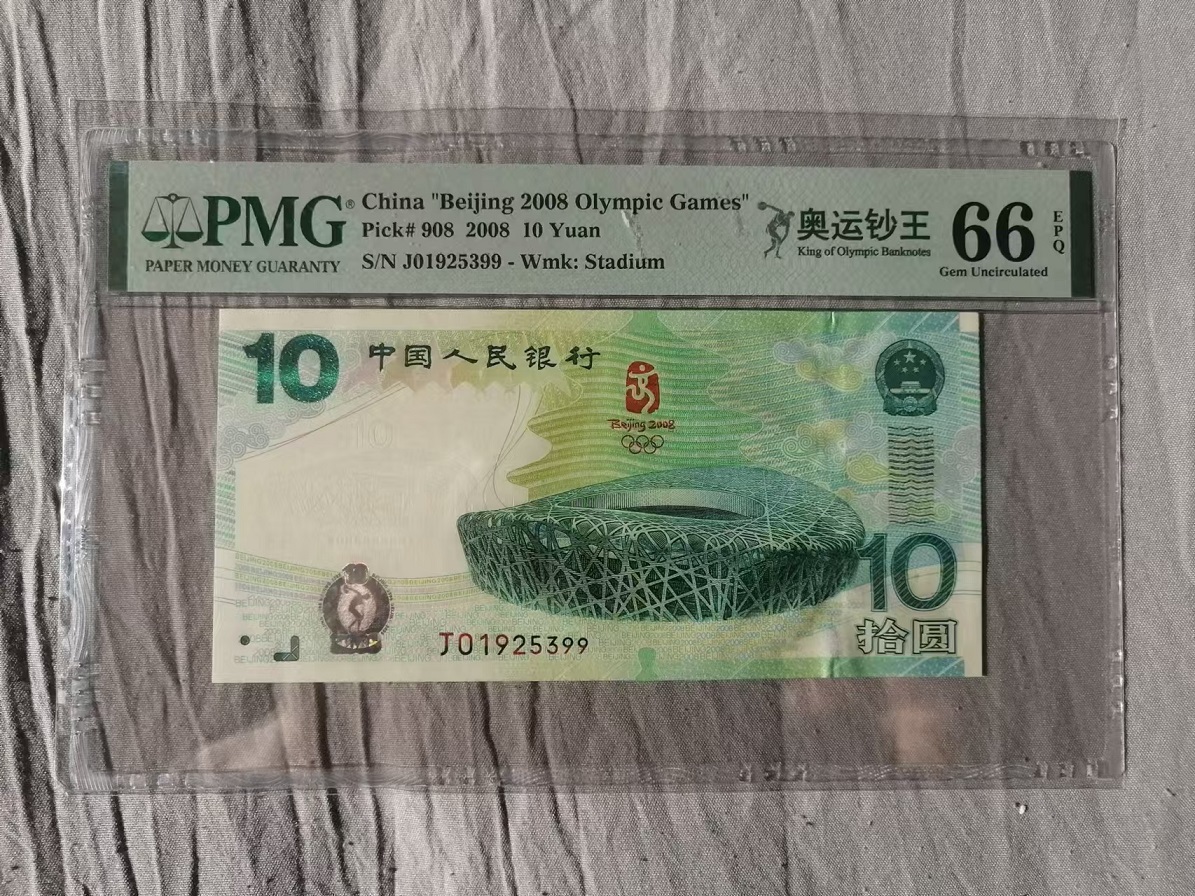 PMG®
PAPER MONEY GUARANTY
China "Beijing 2008 Olympic Games"
Pick# 908 2008 10 Yuan
S/N J01925399 - Wmk: Stadium
奥运钞王
King of Olympic Banknotes
66
EPQ
Gem Uncirculated
10
中国人民银行
Beijing 2008
10
拾圆
J01925399